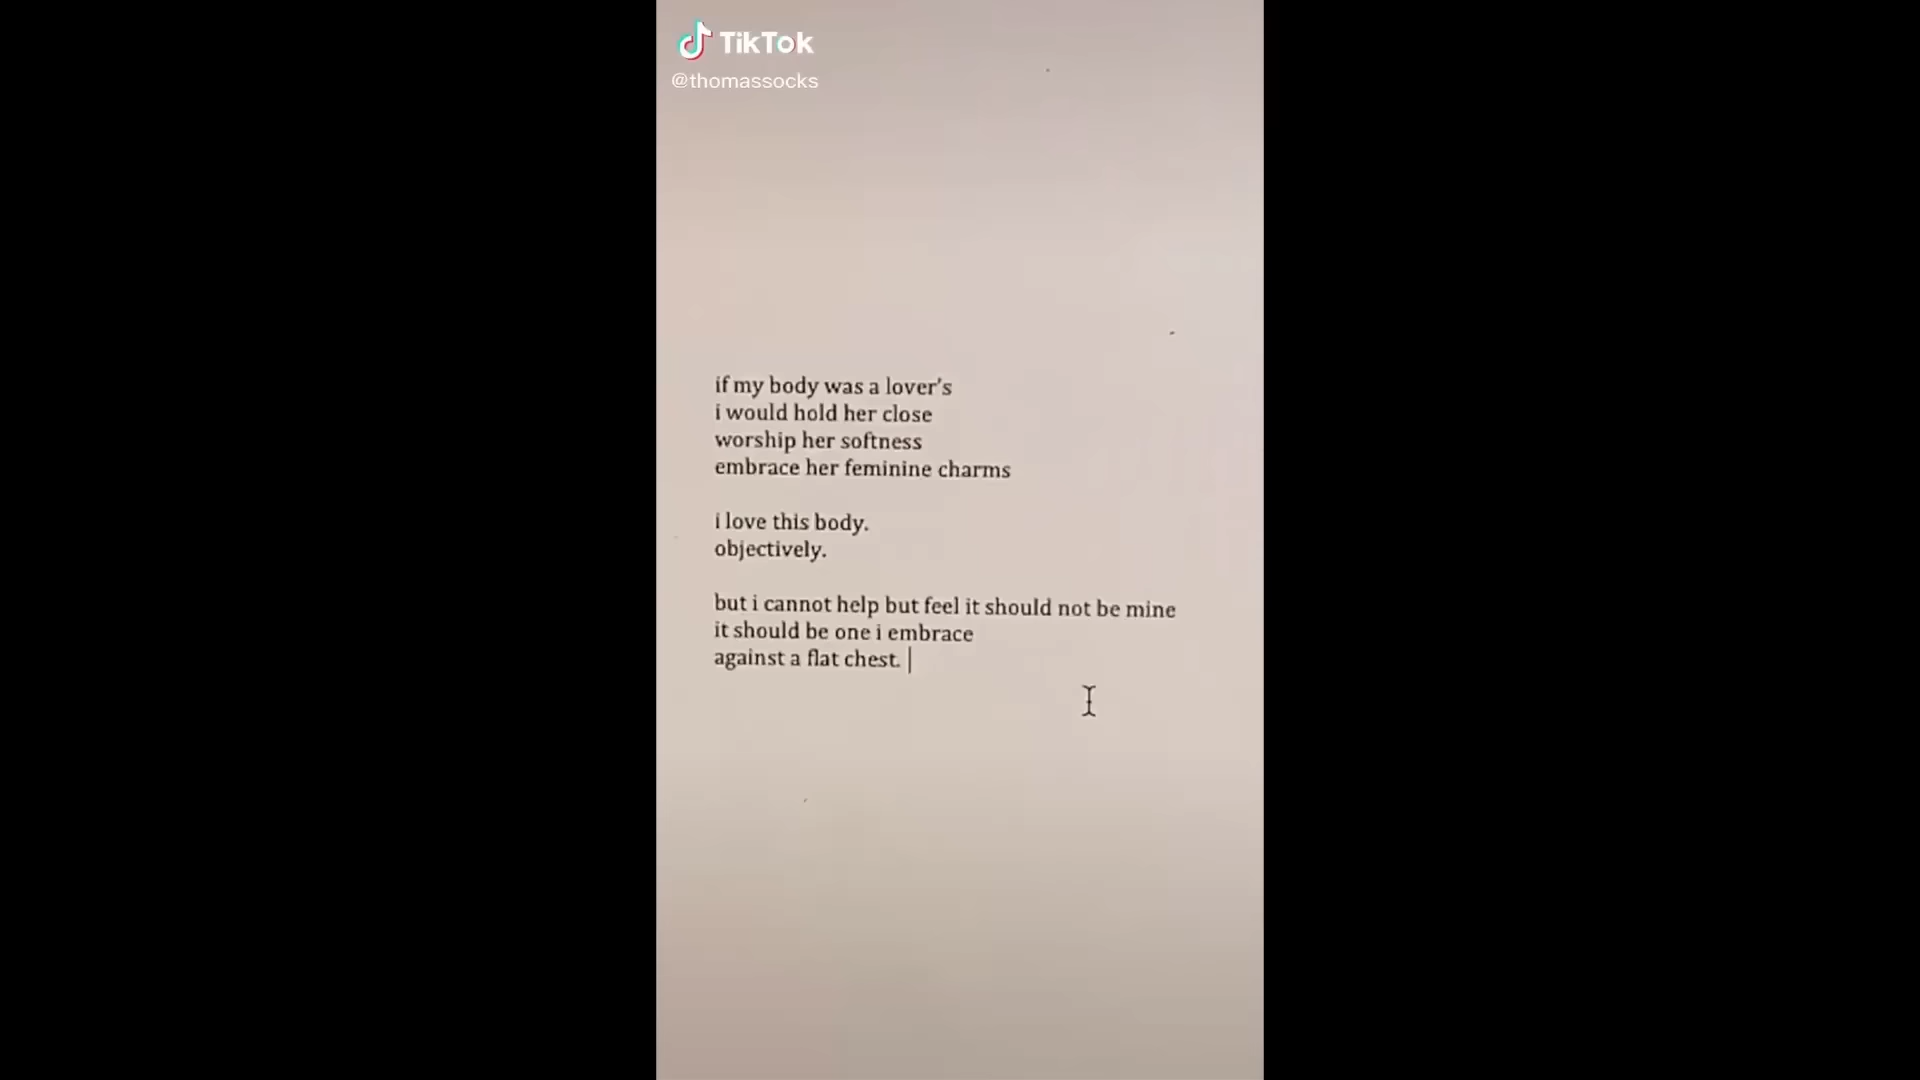 TikTok
@thomassocks
if my body was a lover's
i would hold her close
worship her softness
embrace her feminine charms
i love this body.
objectively.
but i cannot help but feel it should not be mine
it should be one i embrace
against a flat chest.